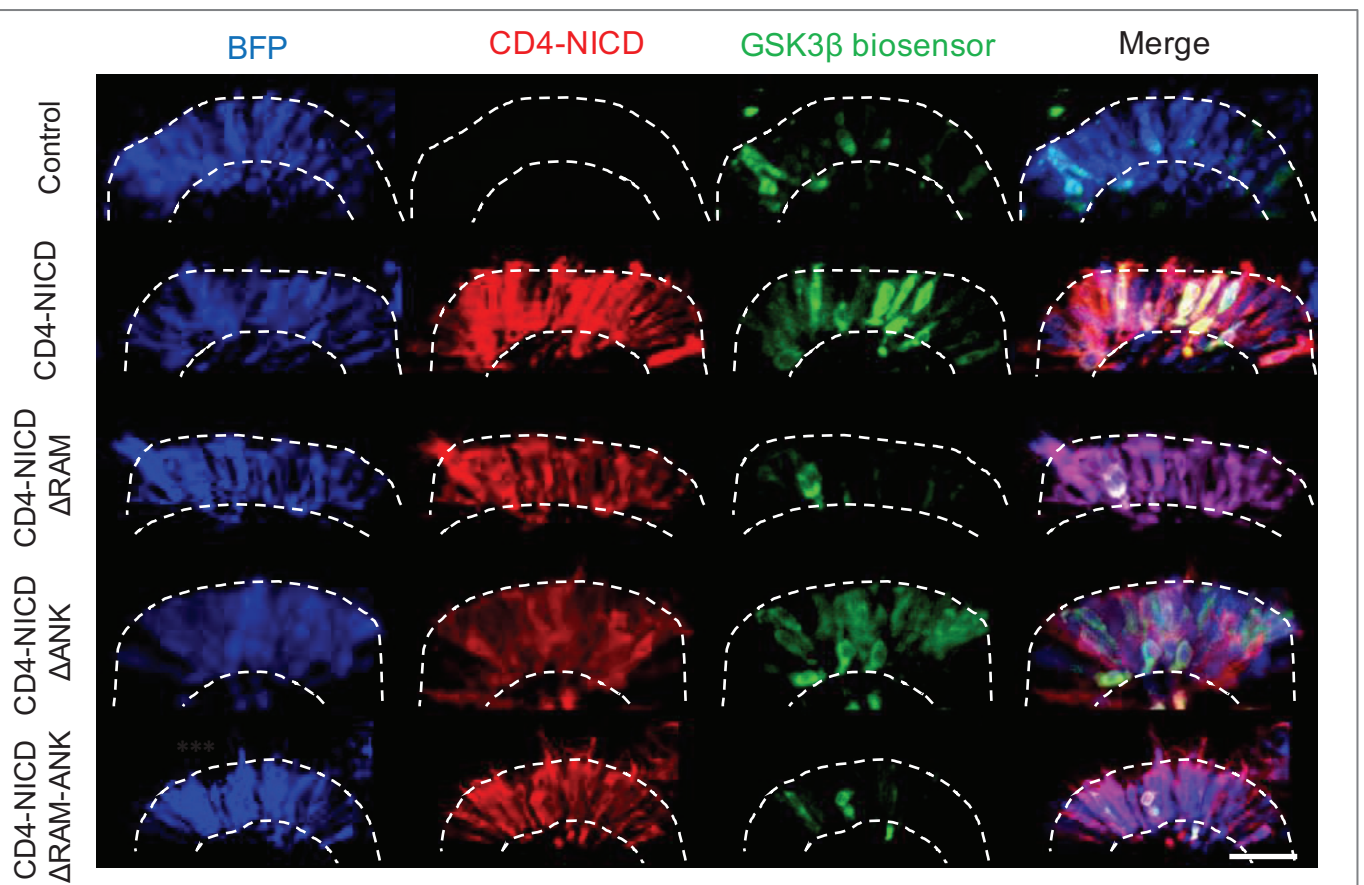 BFP
CD4-NICD
GSK3β biosensor
Merge
Control
CD4-NICD
CD4-NICD
ΔRAM
CD4-NICD
ΔANK
CD4-NICD
ΔRAM-ANK
***